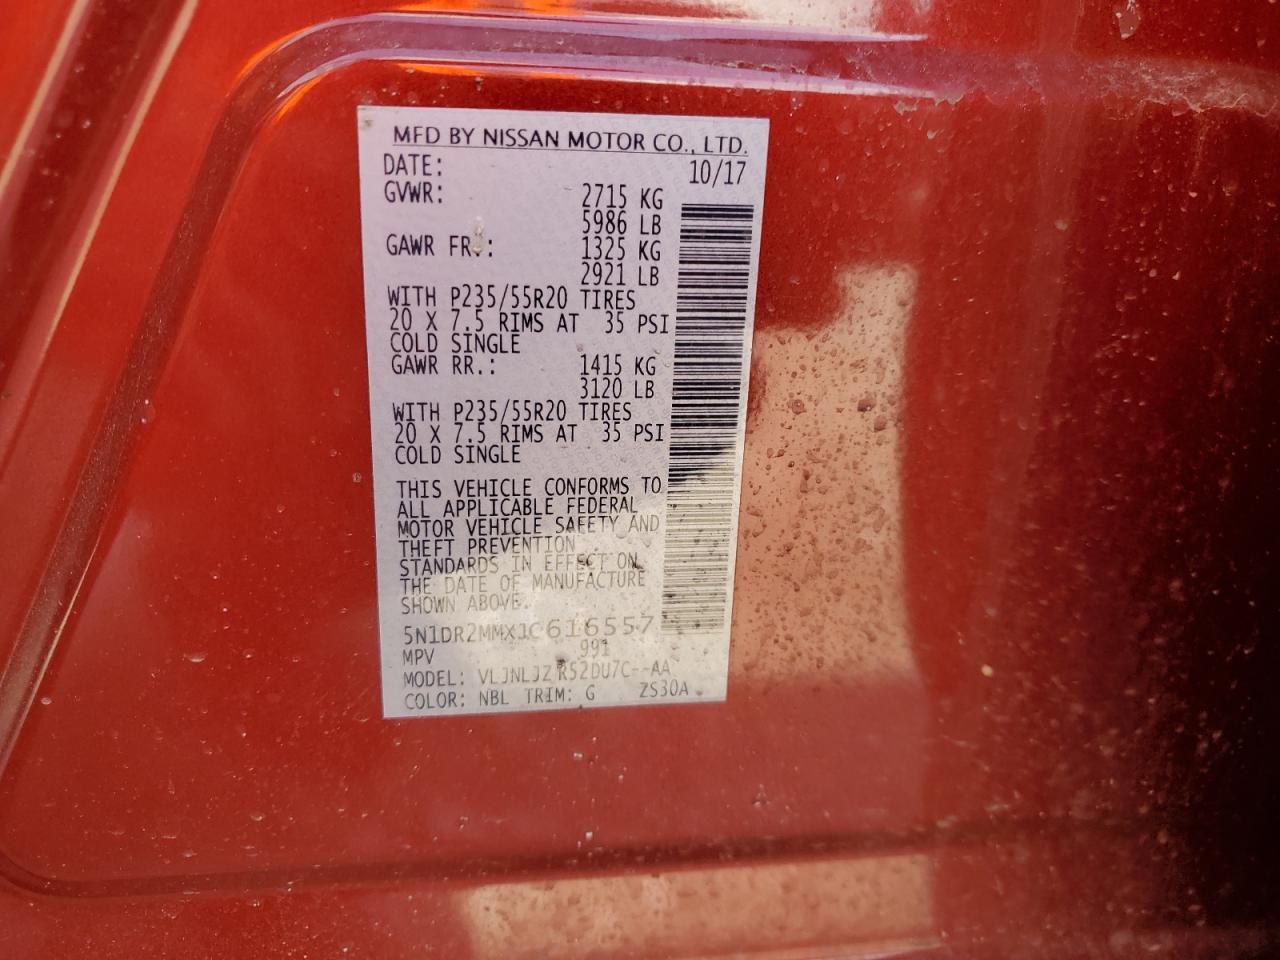 MFD BY NISSAN MOTOR CO., LTD.
DATE: 10/17
GVWR: 2715 KG
5986 LB
GAWR FR.: 1325 KG
2921 LB
WITH P235/55R20 TIRES
20 X 7.5 RIMS AT 35 PSI
COLD SINGLE
GAWR RR.: 1415 KG
3120 LB
WITH P235/55R20 TIRES
20 X 7.5 RIMS AT 35 PSI
COLD SINGLE
THIS VEHICLE CONFORMS TO
ALL APPLICABLE FEDERAL
MOTOR VEHICLE SAFETY AND
THEFT PREVENTION
STANDARDS IN EFFECT ON
THE DATE OF MANUFACTURE
SHOWN ABOVE.
5N1DR2MMX1C616557
MPV 991
MODEL: VLJNLJZ R52DU7C--AA
COLOR: NBL TRIM: G ZS30A